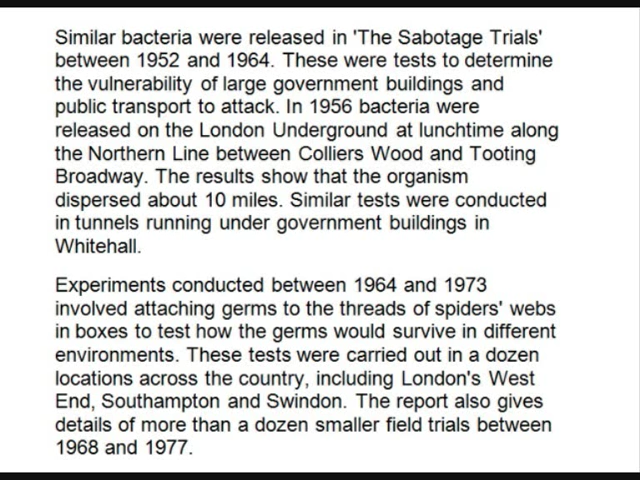 Similar bacteria were released in 'The Sabotage Trials'
between 1952 and 1964. These were tests to determine
the vulnerability of large government buildings and
public transport to attack. In 1956 bacteria were
released on the London Underground at lunchtime along
the Northern Line between Colliers Wood and Tooting
Broadway. The results show that the organism
dispersed about 10 miles. Similar tests were conducted
in tunnels running under government buildings in
Whitehall.
Experiments conducted between 1964 and 1973
involved attaching germs to the threads of spiders' webs
in boxes to test how the germs would survive in different
environments. These tests were carried out in a dozen
locations across the country, including London's West
End, Southampton and Swindon. The report also gives
details of more than a dozen smaller field trials between
1968 and 1977.